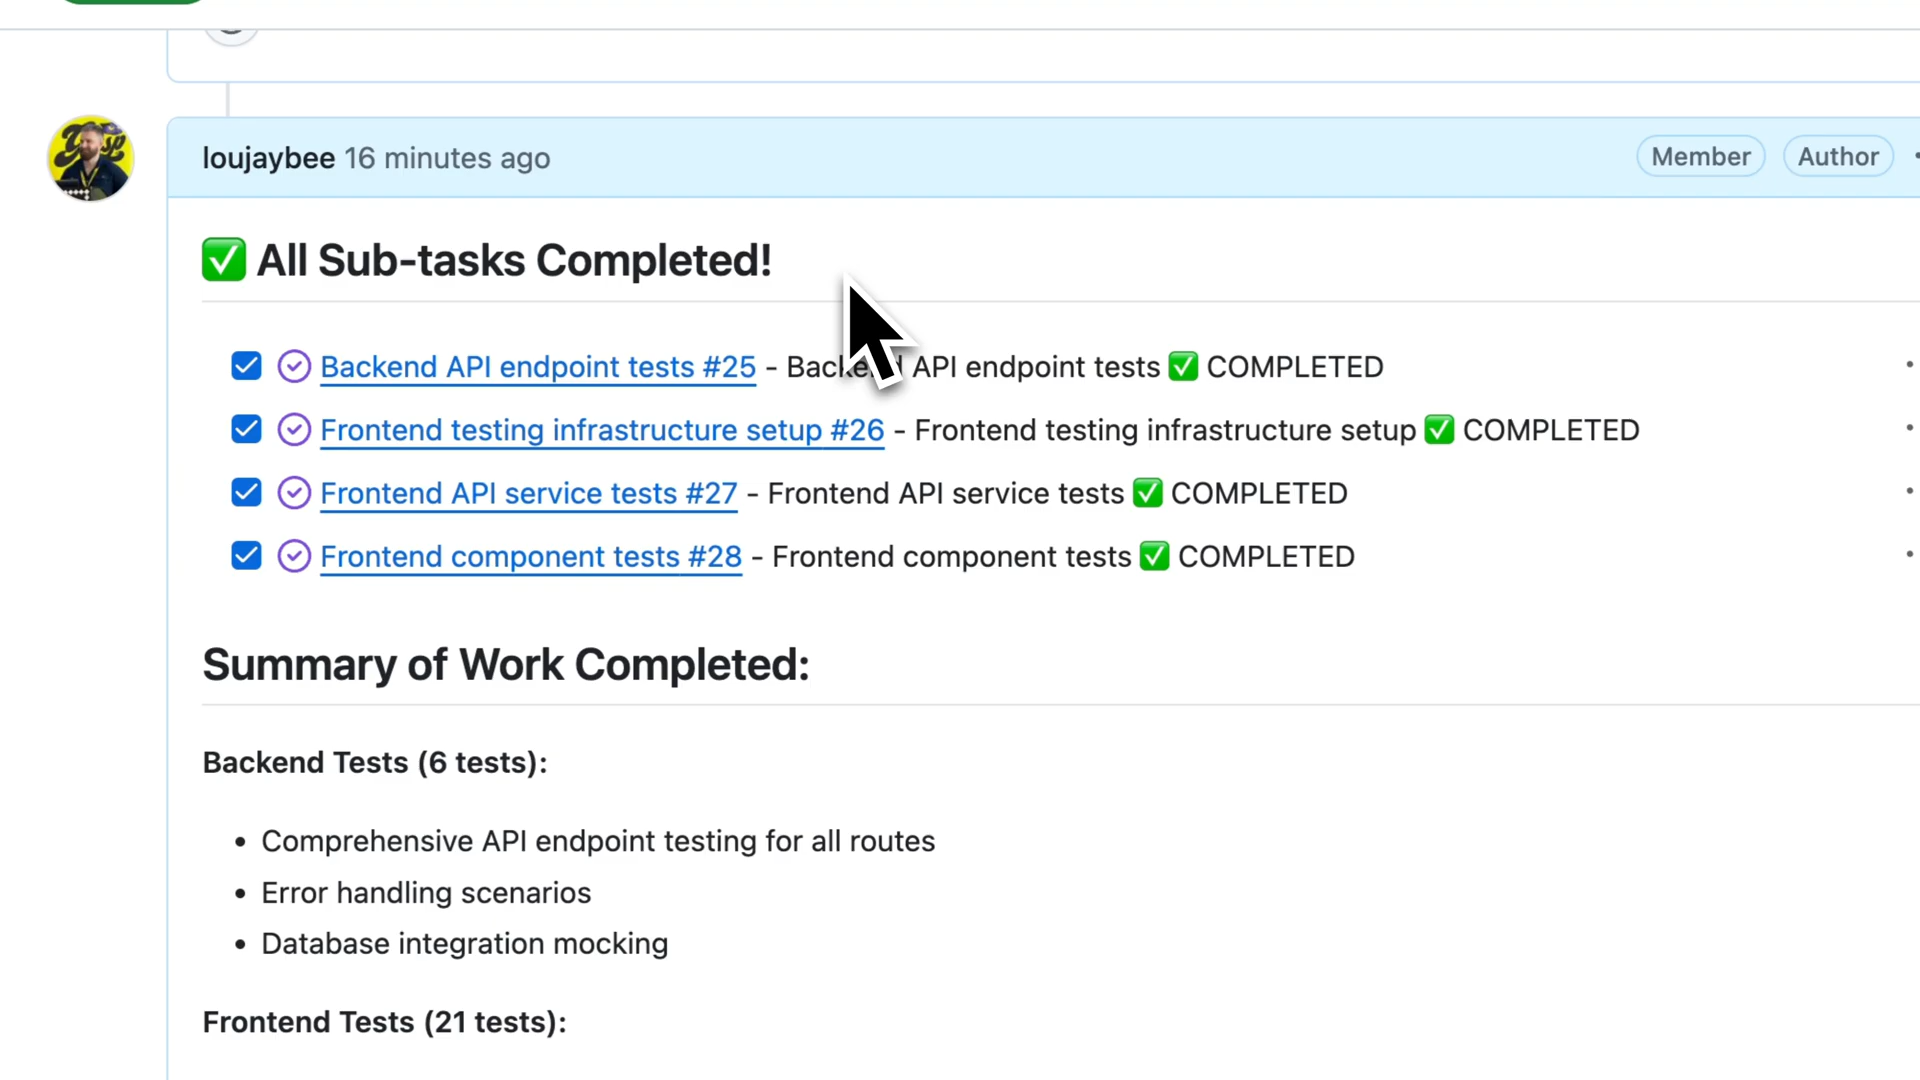 loujaybee 16 minutes ago Member Author
✅ All Sub-tasks Completed!
Backend API endpoint tests #25 - Backend API endpoint tests ✅ COMPLETED
Frontend testing infrastructure setup #26 - Frontend testing infrastructure setup ✅ COMPLETED
Frontend API service tests #27 - Frontend API service tests ✅ COMPLETED
Frontend component tests #28 - Frontend component tests ✅ COMPLETED
Summary of Work Completed:
Backend Tests (6 tests):
• Comprehensive API endpoint testing for all routes
• Error handling scenarios
• Database integration mocking
Frontend Tests (21 tests):